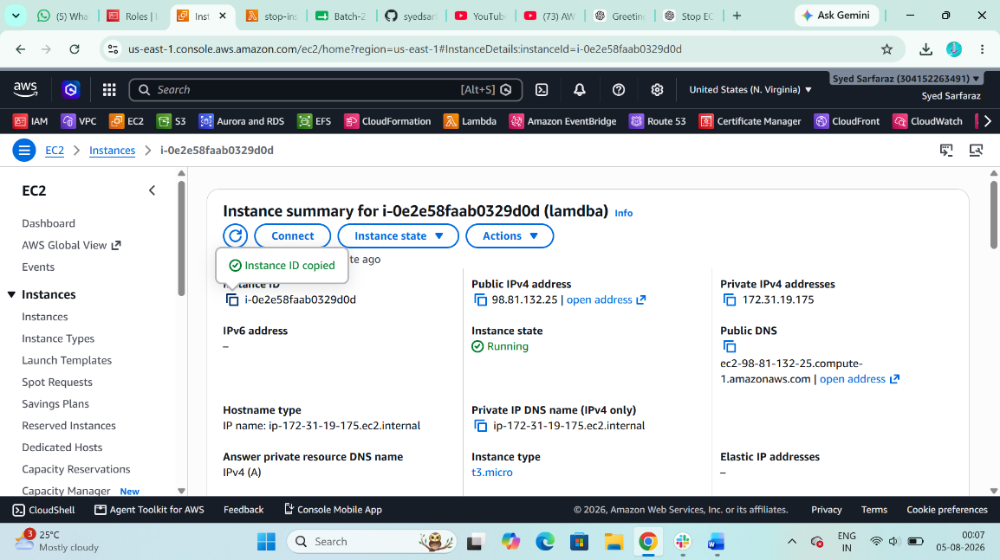 (5) Wha
Roles | I
Inst
stop-ins
Batch-2
syedsar
YouTube
(73) AW
Greeting
Stop EC
Ask Gemini
us-east-1.console.aws.amazon.com/ec2/home?region=us-east-1#InstanceDetails:instanceId=i-0e2e58faab0329d0d
aws
Search
[Alt+S]
United States (N. Virginia)
Syed Sarfaraz (304152263491)
Syed Sarfaraz
IAM
VPC
EC2
S3
Aurora and RDS
EFS
CloudFormation
Lambda
Amazon EventBridge
Route 53
Certificate Manager
CloudFront
CloudWatch
EC2
Instances
i-0e2e58faab0329d0d
EC2
Dashboard
AWS Global View
Events
Instances
Instances
Instance Types
Launch Templates
Spot Requests
Savings Plans
Reserved Instances
Dedicated Hosts
Capacity Reservations
Capacity Manager New
Instance summary for i-0e2e58faab0329d0d (lamdba) Info
Connect
Instance state
Actions
te ago
Instance ID copied
Instance ID
i-0e2e58faab0329d0d
Public IPv4 address
98.81.132.25 | open address
Private IPv4 addresses
172.31.19.175
IPv6 address
–
Instance state
Running
Public DNS
ec2-98-81-132-25.compute-
1.amazonaws.com | open address
Hostname type
IP name: ip-172-31-19-175.ec2.internal
Private IP DNS name (IPv4 only)
ip-172-31-19-175.ec2.internal
Answer private resource DNS name
IPv4 (A)
Instance type
t3.micro
Elastic IP addresses
–
CloudShell
Agent Toolkit for AWS
Feedback
Console Mobile App
© 2026, Amazon Web Services, Inc. or its affiliates.
Privacy
Terms
Cookie preferences
3
25°C
Mostly cloudy
Search
ENG
IN
00:07
05-08-2026